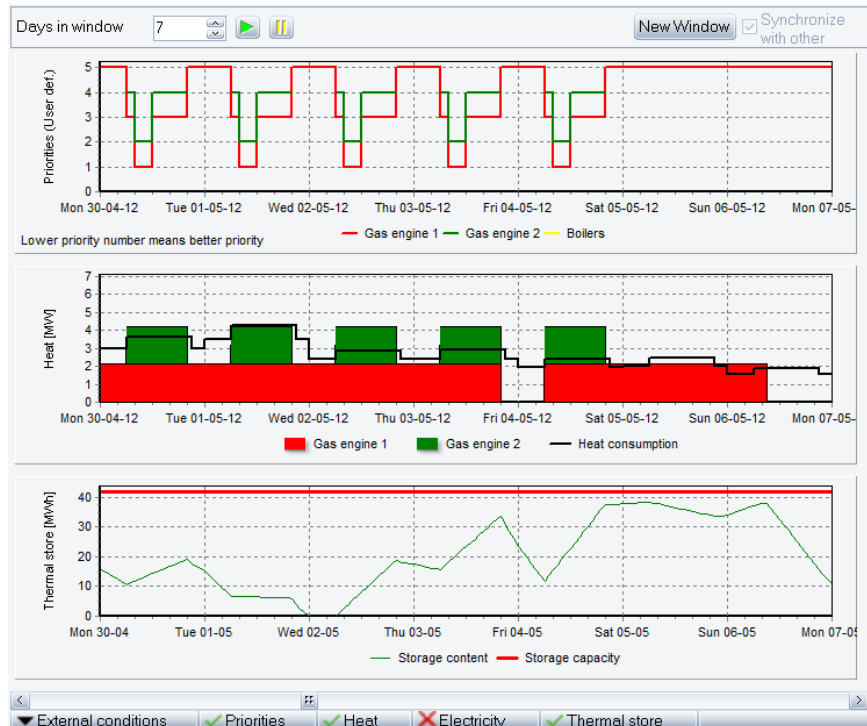 Days in window 7 New Window Synchronize
with other
Priorities (User def.)
5
4
3
2
1
0
Mon 30-04-12 Tue 01-05-12 Wed 02-05-12 Thu 03-05-12 Fri 04-05-12 Sat 05-05-12 Sun 06-05-12 Mon 07-05-
Lower priority number means better priority
Gas engine 1 Gas engine 2 Boilers
Heat [MW]
7
6
5
4
3
2
1
0
Mon 30-04-12 Tue 01-05-12 Wed 02-05-12 Thu 03-05-12 Fri 04-05-12 Sat 05-05-12 Sun 06-05-12 Mon 07-05-
Gas engine 1 Gas engine 2 Heat consumption
Thermal store [MWh]
40
30
20
10
0
Mon 30-04 Tue 01-05 Wed 02-05 Thu 03-05 Fri 04-05 Sat 05-05 Sun 06-05 Mon 07-05
Storage content Storage capacity
External conditions Priorities Heat Electricity Thermal store